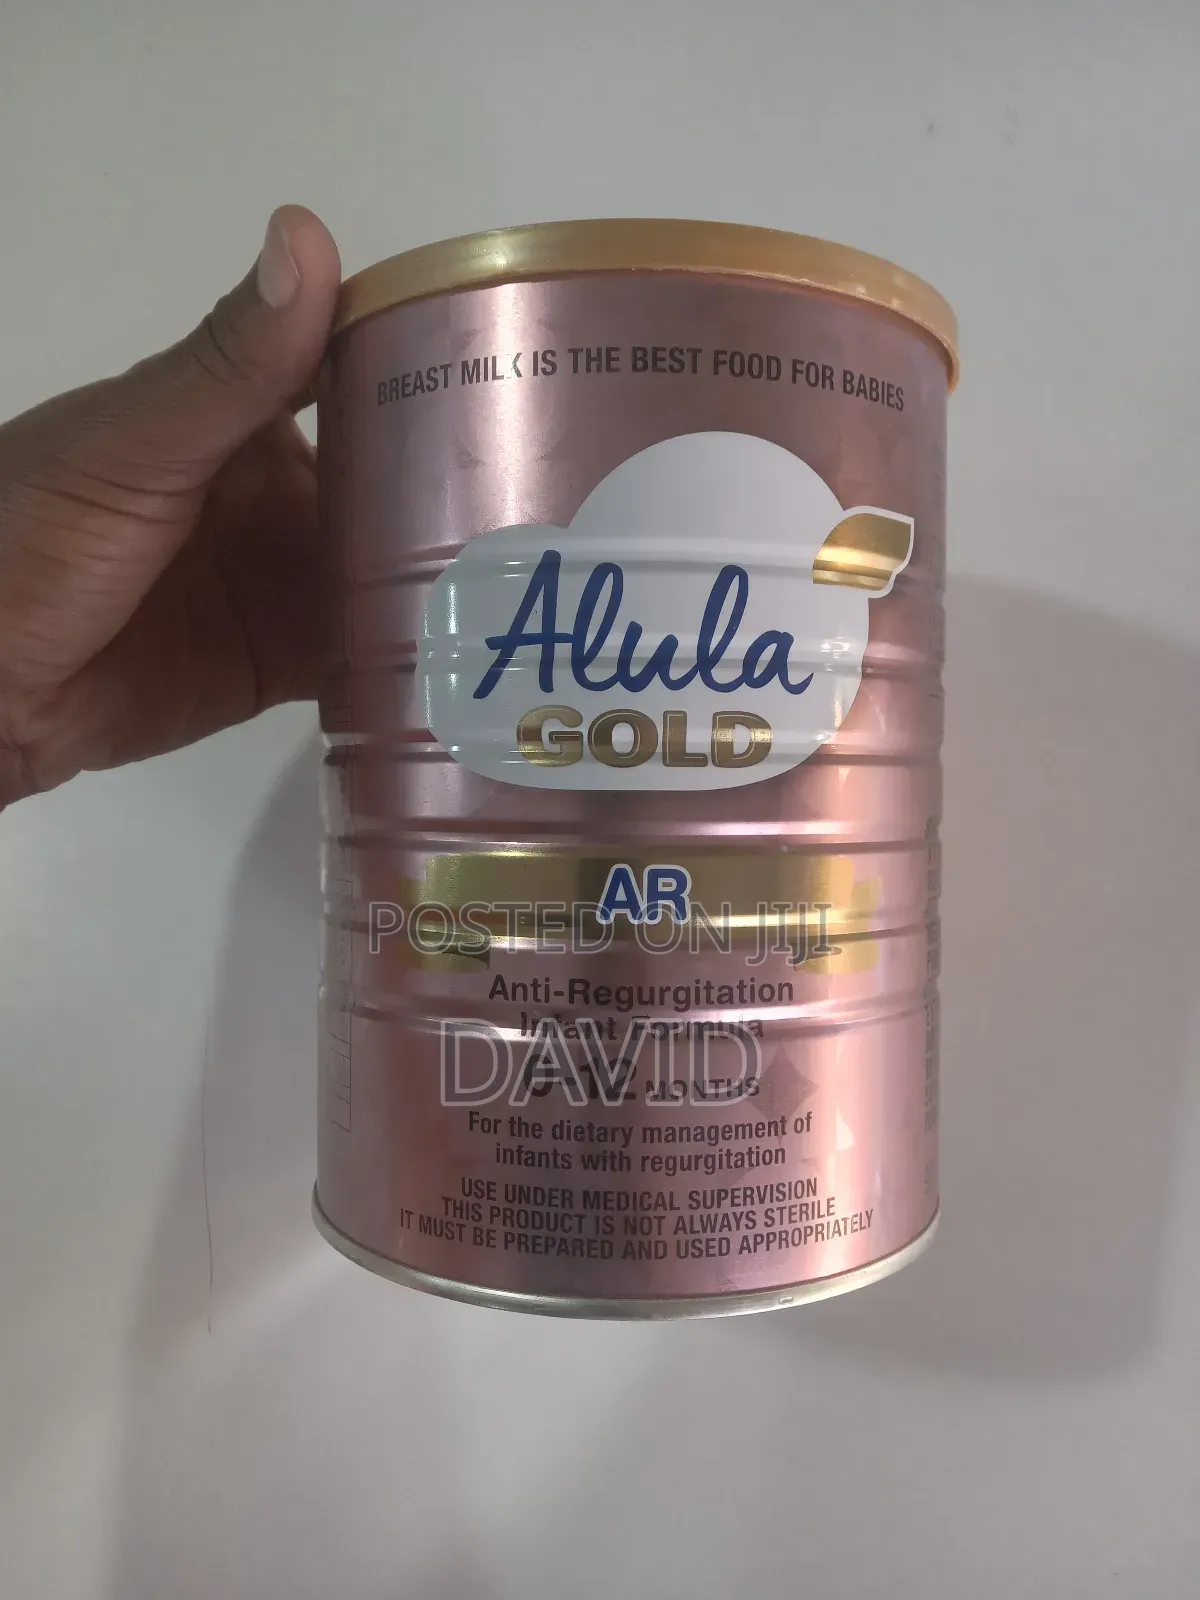 BREAST MILK IS THE BEST FOOD FOR BABIES
Alula
GOLD
AR
POSTED ON JIJI
Anti-Regurgitation
Infant Formula
DAVID
0-12 MONTHS
For the dietary management of
infants with regurgitation
USE UNDER MEDICAL SUPERVISION
THIS PRODUCT IS NOT ALWAYS STERILE
IT MUST BE PREPARED AND USED APPROPRIATELY